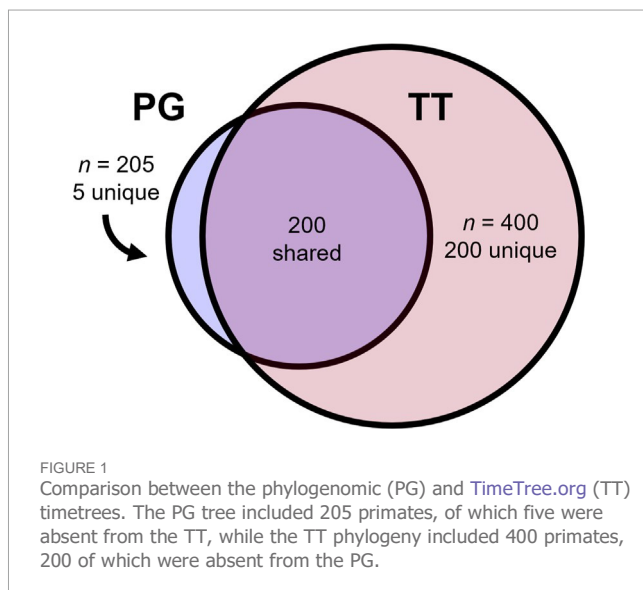 PG
TT
n = 205
5 unique
200
shared
n = 400
200 unique
FIGURE 1
Comparison between the phylogenomic (PG) and TimeTree.org (TT)
timetrees. The PG tree included 205 primates, of which five were
absent from the TT, while the TT phylogeny included 400 primates,
200 of which were absent from the PG.